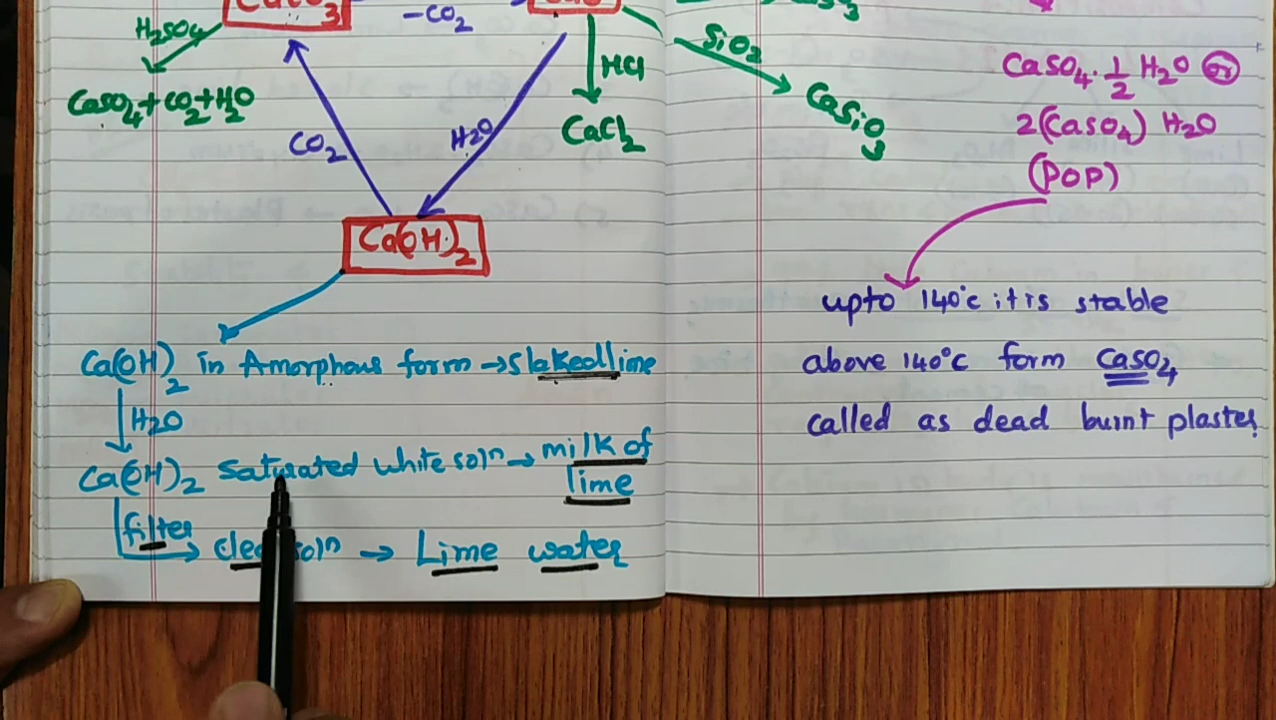 H2SO4
CaCO3
-CO2
CaSO4+CO2+H2O
CO2
H2O
HCl
CaCl2
SiO2
CaSiO3
Ca(OH)2
Ca(OH)2 in Amorphous form → slaked lime
H2O
Ca(OH)2 saturated white soln → milk of
lime
filter
soln → Lime water
CaSO4.1/2 H2O or
2(CaSO4) H2O
(POP)
upto 140°c it is stable
above 140°c form CaSO4
called as dead burnt plaster